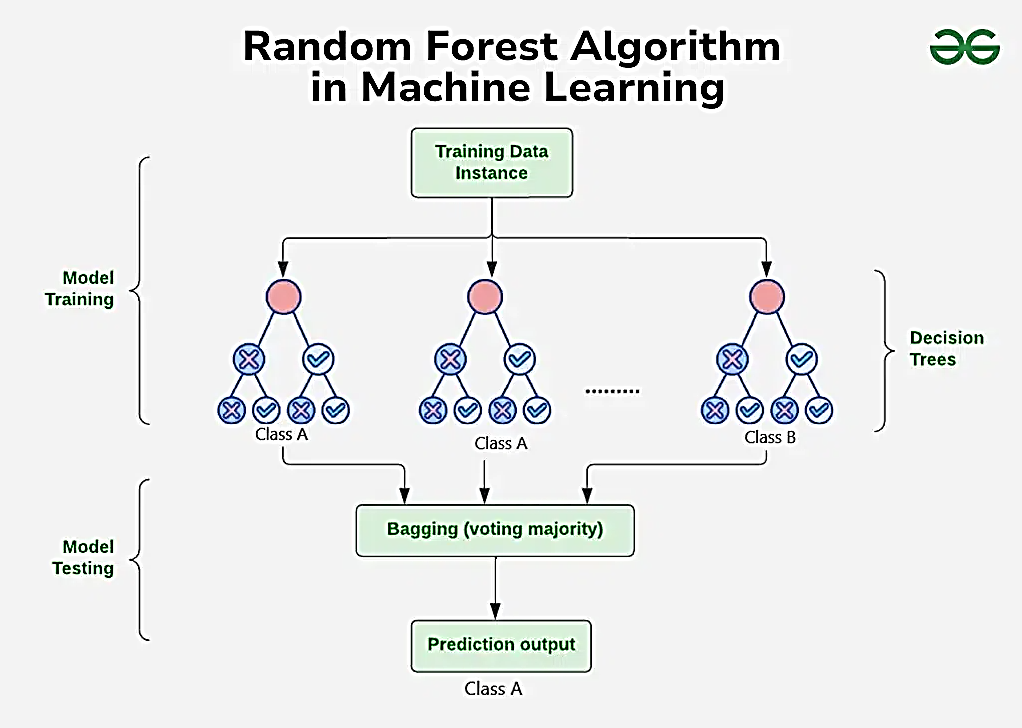 Random Forest Algorithm
in Machine Learning
Training Data
Instance
Model
Training
Decision
Trees
.........
Class A
Class A
Class B
Bagging (voting majority)
Model
Testing
Prediction output
Class A